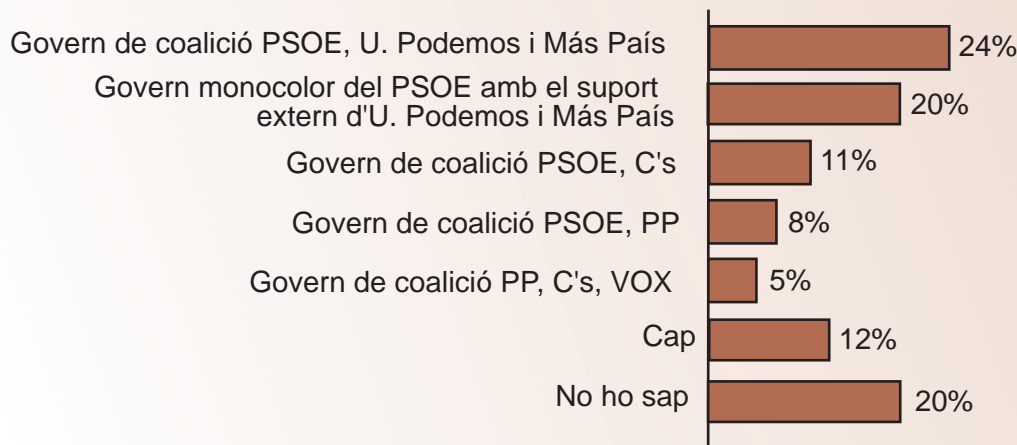 Govern de coalició PSOE, U. Podemos i Más País
24%
Govern monocolor del PSOE amb el suport
extern d'U. Podemos i Más País
20%
Govern de coalició PSOE, C's
11%
Govern de coalició PSOE, PP
8%
Govern de coalició PP, C's, VOX
5%
Cap
12%
No ho sap
20%